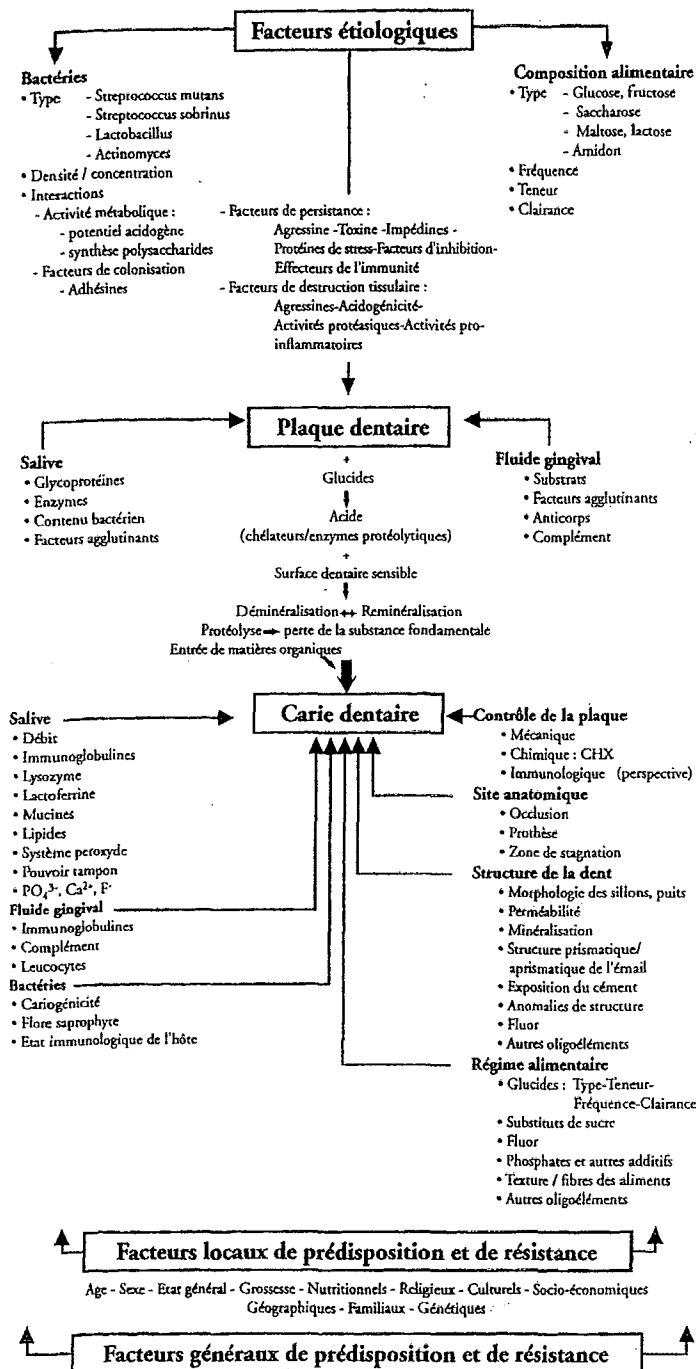 Facteurs étiologiques
Bactéries
• Type - Streptococcus mutans
- Streptococcus sobrinus
- Lactobacillus
- Actinomyces
• Densité / concentration
• Interactions
- Activité métabolique :
- potentiel acidogène
- synthèse polysaccharides
- Facteurs de colonisation
- Adhésines
- Facteurs de persistance :
Agressine -Toxine -Impédines -
Protéines de stress-Facteurs d'inhibition-
Effecteurs de l'immunité
- Facteurs de destruction tissulaire :
Agressines-Acidogénicité-
Activités protéasiques-Activités pro-
inflammatoires
Composition alimentaire
• Type - Glucose, fructose
- Saccharose
- Maltose, lactose
- Amidon
• Fréquence
• Teneur
• Clairance
Plaque dentaire
Salive
• Glycoprotéines
• Enzymes
• Contenu bactérien
• Facteurs agglutinants
+
Glucides
Acide
(chélateurs/enzymes protéolytiques)
+
Surface dentaire sensible
Déminéralisation ↔ Reminéralisation
Protéolyse → perte de la substance fondamentale
Entrée de matières organiques
Fluide gingival
• Substrats
• Facteurs agglutinants
• Anticorps
• Complément
Carie dentaire
Salive
• Débit
• Immunoglobulines
• Lysozyme
• Lactoferrine
• Mucines
• Lipides
• Système peroxyde
• Pouvoir tampon
• PO₄³⁻, Ca²⁺, F⁻
Fluide gingival
• Immunoglobulines
• Complément
• Leucocytes
Bactéries
• Cariogénicité
• Flore saprophyte
• Etat immunologique de l'hôte
Contrôle de la plaque
• Mécanique
• Chimique : CHX
• Immunologique (perspective)
Site anatomique
• Occlusion
• Prothèse
• Zone de stagnation
Structure de la dent
• Morphologie des sillons, puits
• Perméabilité
• Minéralisation
• Structure prismatique/
aprismatique de l'émail
• Exposition du cément
• Anomalies de structure
• Fluor
• Autres oligoéléments
Régime alimentaire
• Glucides : Type-Teneur-
Fréquence-Clairance
• Substituts de sucre
• Fluor
• Phosphates et autres additifs
• Texture / fibres des aliments
• Autres oligoéléments
Facteurs locaux de prédisposition et de résistance
Age - Sexe - Etat général - Grossesse - Nutritionnels - Religieux - Culturels - Socio-économiques
Géographiques - Familiaux - Génétiques
Facteurs généraux de prédisposition et de résistance